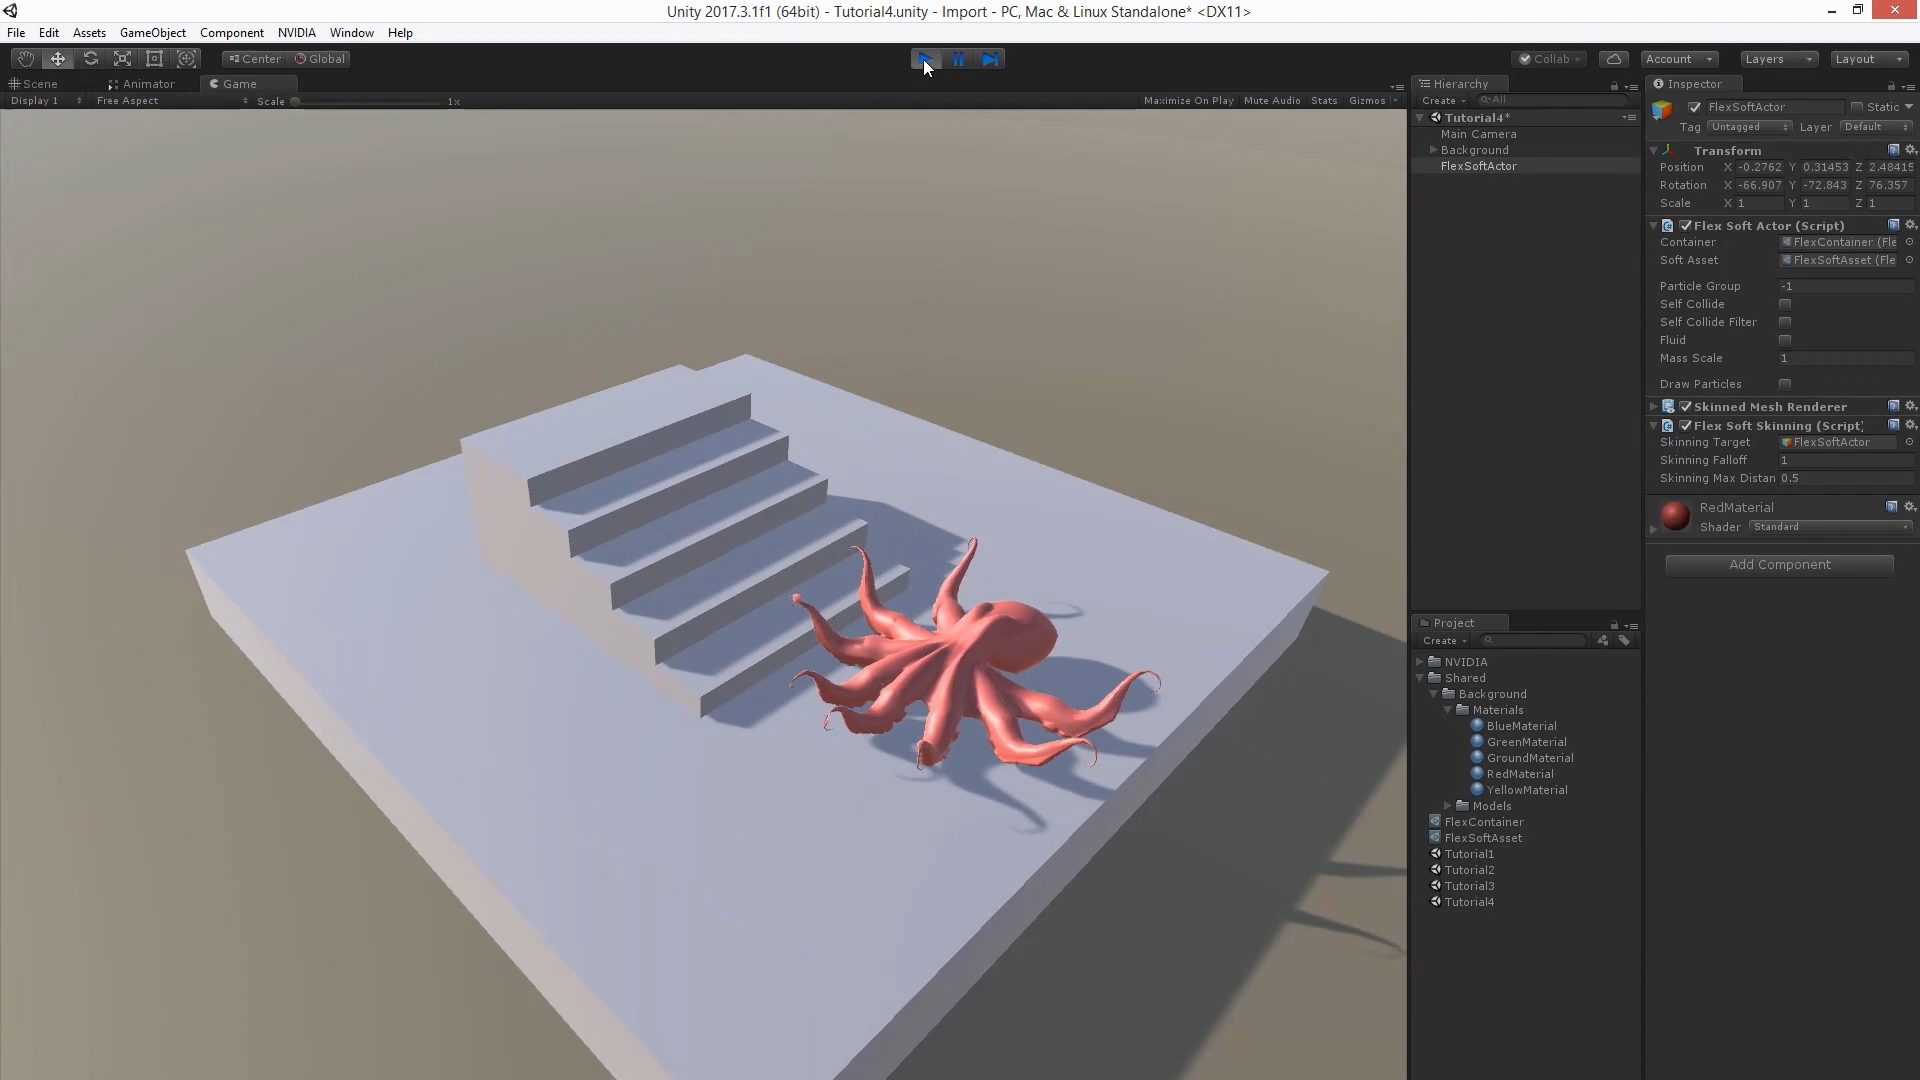 Unity 2017.3.1f1 (64bit) - Tutorial4.unity - Import - PC, Mac & Linux Standalone* <DX11>
File Edit Assets GameObject Component NVIDIA Window Help
Center Global Collab Account Layers Layout
Scene Animator Game
Display 1 Free Aspect Scale 1x Maximize On Play Mute Audio Stats Gizmos
Hierarchy
Create All
Tutorial4*
Main Camera
Background
FlexSoftActor
Project
Create
NVIDIA
Shared
Background
Materials
BlueMaterial
GreenMaterial
GroundMaterial
RedMaterial
YellowMaterial
Models
FlexContainer
FlexSoftAsset
Tutorial1
Tutorial2
Tutorial3
Tutorial4
Inspector
FlexSoftActor Static
Tag Untagged Layer Default
Transform
Position X -0.2762 Y 0.31453 Z 2.48415
Rotation X -66.907 Y -72.843 Z 76.357
Scale X 1 Y 1 Z 1
Flex Soft Actor (Script)
Container FlexContainer (Fle
Soft Asset FlexSoftAsset (Fle
Particle Group -1
Self Collide
Self Collide Filter
Fluid
Mass Scale 1
Draw Particles
Skinned Mesh Renderer
Flex Soft Skinning (Script)
Skinning Target FlexSoftActor
Skinning Falloff 1
Skinning Max Distan 0.5
RedMaterial
Shader Standard
Add Component